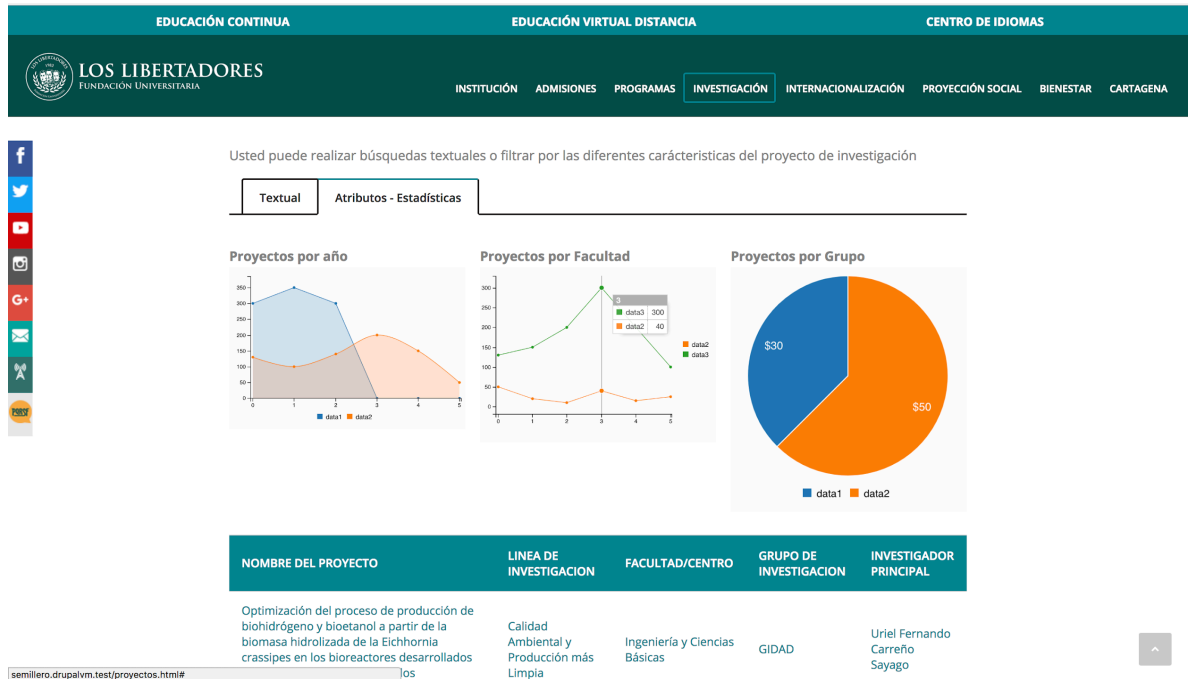 EDUCACIÓN CONTINUA
EDUCACIÓN VIRTUAL DISTANCIA
CENTRO DE IDIOMAS
LOS LIBERTADORES
FUNDACIÓN UNIVERSITARIA
INSTITUCIÓN ADMISIONES PROGRAMAS INVESTIGACIÓN INTERNACIONALIZACIÓN PROYECCIÓN SOCIAL BIENESTAR CARTAGENA
Usted puede realizar búsquedas textuales o filtrar por las diferentes carácteristicas del proyecto de investigación
Textual
Atributos - Estadísticas
Proyectos por año
350
300
250
200
150
100
50
0
0 1 2 3 4 5
data1 data2
Proyectos por Facultad
300
250
200
150
100
50
0
0 1 2 3 4 5
3
data3 300
data2 40
data2
data3
Proyectos por Grupo
$30
$50
data1 data2
NOMBRE DEL PROYECTO
LINEA DE
INVESTIGACION
FACULTAD/CENTRO
GRUPO DE
INVESTIGACION
INVESTIGADOR
PRINCIPAL
Optimización del proceso de producción de
biohidrógeno y bioetanol a partir de la
biomasa hidrolizada de la Eichhornia
crassipes en los bioreactores desarrollados
los
Calidad
Ambiental y
Producción más
Limpia
Ingeniería y Ciencias
Básicas
GIDAD
Uriel Fernando
Carreño
Sayago
G+
PQRSF
semillero.drupalvm.test/proyectos.html#